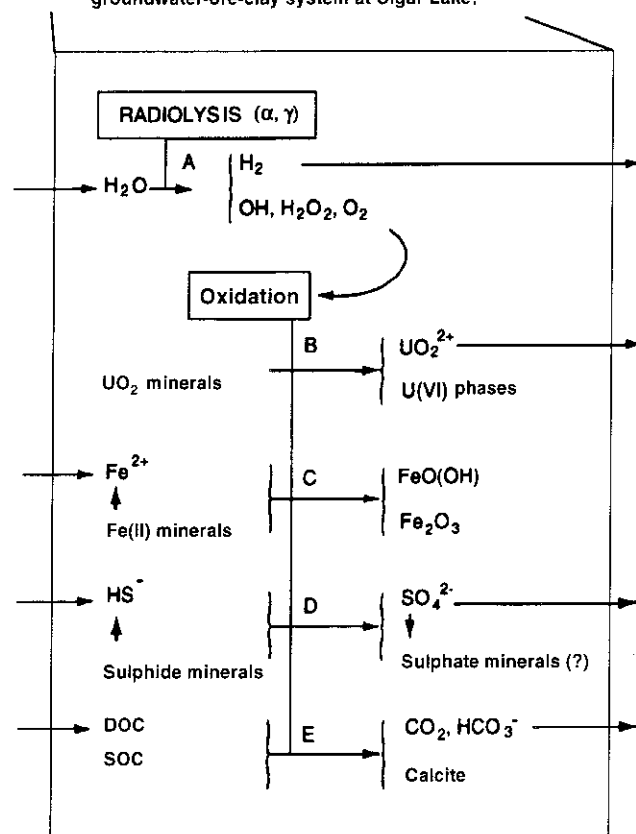 groundwater-ore-clay system at Cigar Lake;
RADIOLYSIS (α, γ)
A
H₂
H₂O
OH, H₂O₂, O₂
Oxidation
B
UO₂²⁺
UO₂ minerals
U(VI) phases
Fe²⁺
C
FeO(OH)
Fe(II) minerals
Fe₂O₃
HS⁻
D
SO₄²⁻
Sulphide minerals
Sulphate minerals (?)
DOC
E
CO₂, HCO₃⁻
SOC
Calcite